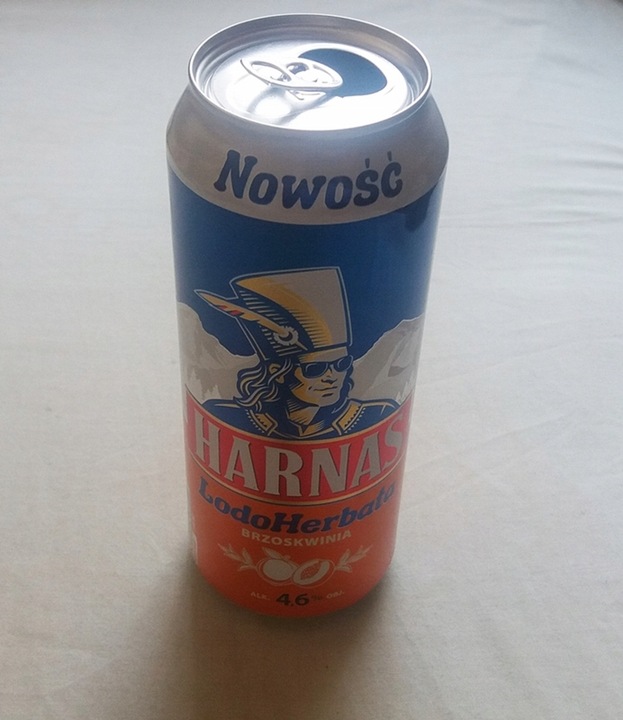 Nowość
HARNAŚ
LodoHerbata
BRZOSKWINIA
ALK. 4,6% OBJ.